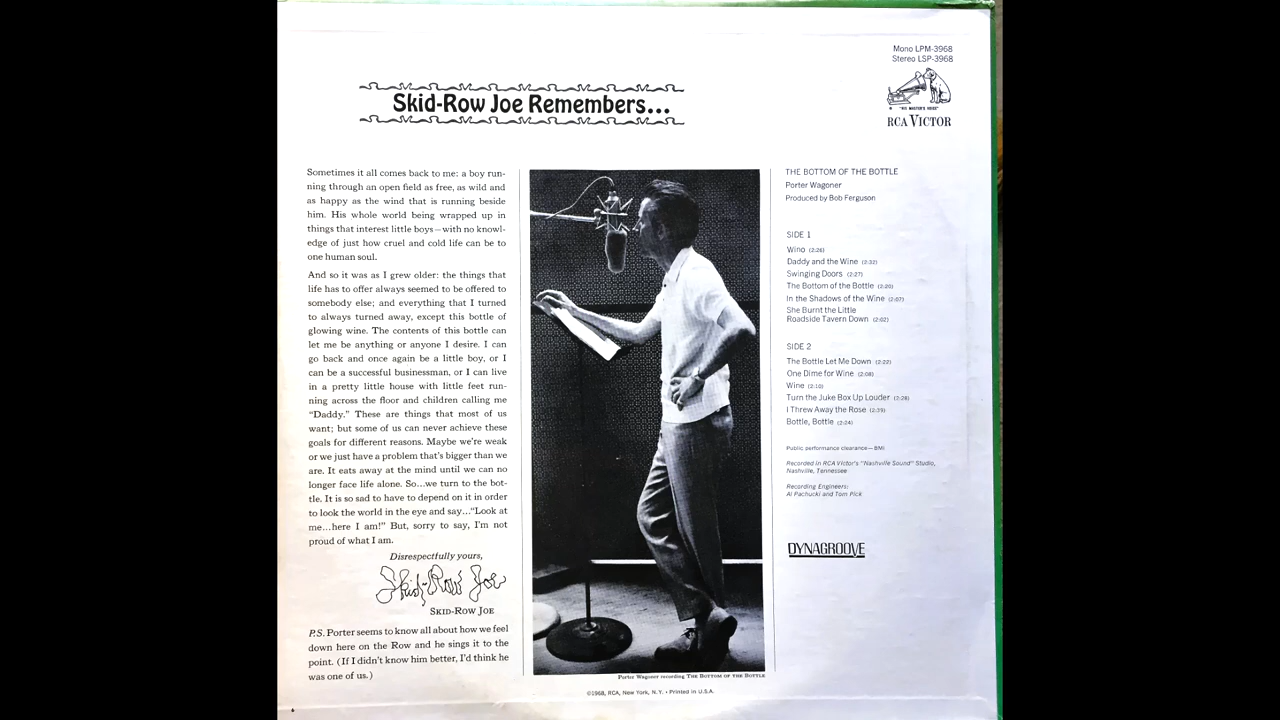 Mono LPM-3968
Stereo LSP-3968
"HIS MASTER'S VOICE"
RCA VICTOR
Skid-Row Joe Remembers...
Sometimes it all comes back to me: a boy run-
ning through an open field as free, as wild and
as happy as the wind that is running beside
him. His whole world being wrapped up in
things that interest little boys—with no knowl-
edge of just how cruel and cold life can be to
one human soul.
And so it was as I grew older: the things that
life has to offer always seemed to be offered to
somebody else; and everything that I turned
to always turned away, except this bottle of
glowing wine. The contents of this bottle can
let me be anything or anyone I desire. I can
go back and once again be a little boy, or I
can be a successful businessman, or I can live
in a pretty little house with little feet run-
ning across the floor and children calling me
"Daddy." These are things that most of us
want; but some of us can never achieve these
goals for different reasons. Maybe we're weak
or we just have a problem that's bigger than we
are. It eats away at the mind until we can no
longer face life alone. So...we turn to the bot-
tle. It is so sad to have to depend on it in order
to look the world in the eye and say..."Look at
me...here I am!" But, sorry to say, I'm not
proud of what I am.
Disrespectfully yours,
Skid-Row Joe
SKID-ROW JOE
P.S. Porter seems to know all about how we feel
down here on the Row and he sings it to the
point. (If I didn't know him better, I'd think he
was one of us.)
Porter Wagoner recording THE BOTTOM OF THE BOTTLE
©1968, RCA, New York, N.Y. • Printed in U.S.A.
THE BOTTOM OF THE BOTTLE
Porter Wagoner
Produced by Bob Ferguson
SIDE 1
Wino (2:26)
Daddy and the Wine (2:32)
Swinging Doors (2:27)
The Bottom of the Bottle (2:20)
In the Shadows of the Wine (2:07)
She Burnt the Little
Roadside Tavern Down (2:02)
SIDE 2
The Bottle Let Me Down (2:22)
One Dime for Wine (2:08)
Wine (2:10)
Turn the Juke Box Up Louder (2:28)
I Threw Away the Rose (2:39)
Bottle, Bottle (2:24)
Public performance clearance—BMI
Recorded in RCA Victor's "Nashville Sound" Studio,
Nashville, Tennessee
Recording Engineers:
Al Pachucki and Tom Pick
DYNAGROOVE